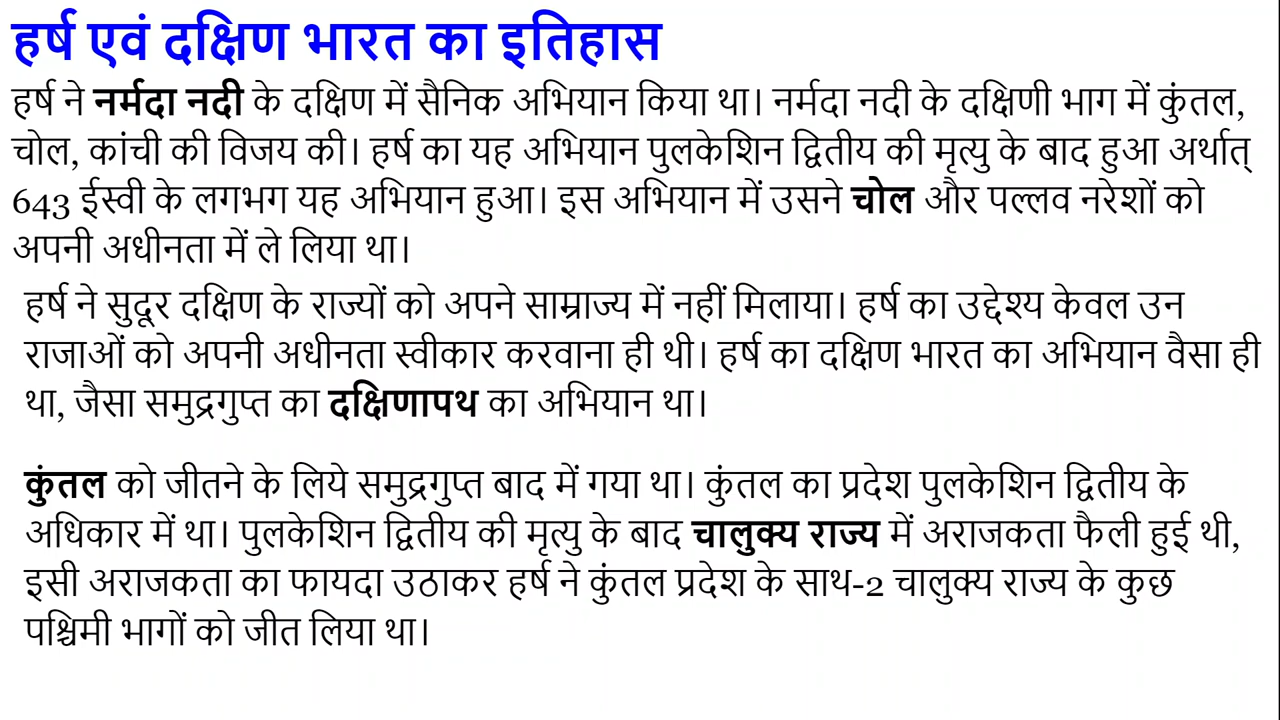 हर्ष एवं दक्षिण भारत का इतिहास
हर्ष ने नर्मदा नदी के दक्षिण में सैनिक अभियान किया था। नर्मदा नदी के दक्षिणी भाग में कुंतल,
चोल, कांची की विजय की। हर्ष का यह अभियान पुलकेशिन द्वितीय की मृत्यु के बाद हुआ अर्थात्
643 ईस्वी के लगभग यह अभियान हुआ। इस अभियान में उसने चोल और पल्लव नरेशों को
अपनी अधीनता में ले लिया था।
हर्ष ने सुदूर दक्षिण के राज्यों को अपने साम्राज्य में नहीं मिलाया। हर्ष का उद्देश्य केवल उन
राजाओं को अपनी अधीनता स्वीकार करवाना ही थी। हर्ष का दक्षिण भारत का अभियान वैसा ही
था, जैसा समुद्रगुप्त का दक्षिणापथ का अभियान था।
कुंतल को जीतने के लिये समुद्रगुप्त बाद में गया था। कुंतल का प्रदेश पुलकेशिन द्वितीय के
अधिकार में था। पुलकेशिन द्वितीय की मृत्यु के बाद चालुक्य राज्य में अराजकता फैली हुई थी,
इसी अराजकता का फायदा उठाकर हर्ष ने कुंतल प्रदेश के साथ-2 चालुक्य राज्य के कुछ
पश्चिमी भागों को जीत लिया था।